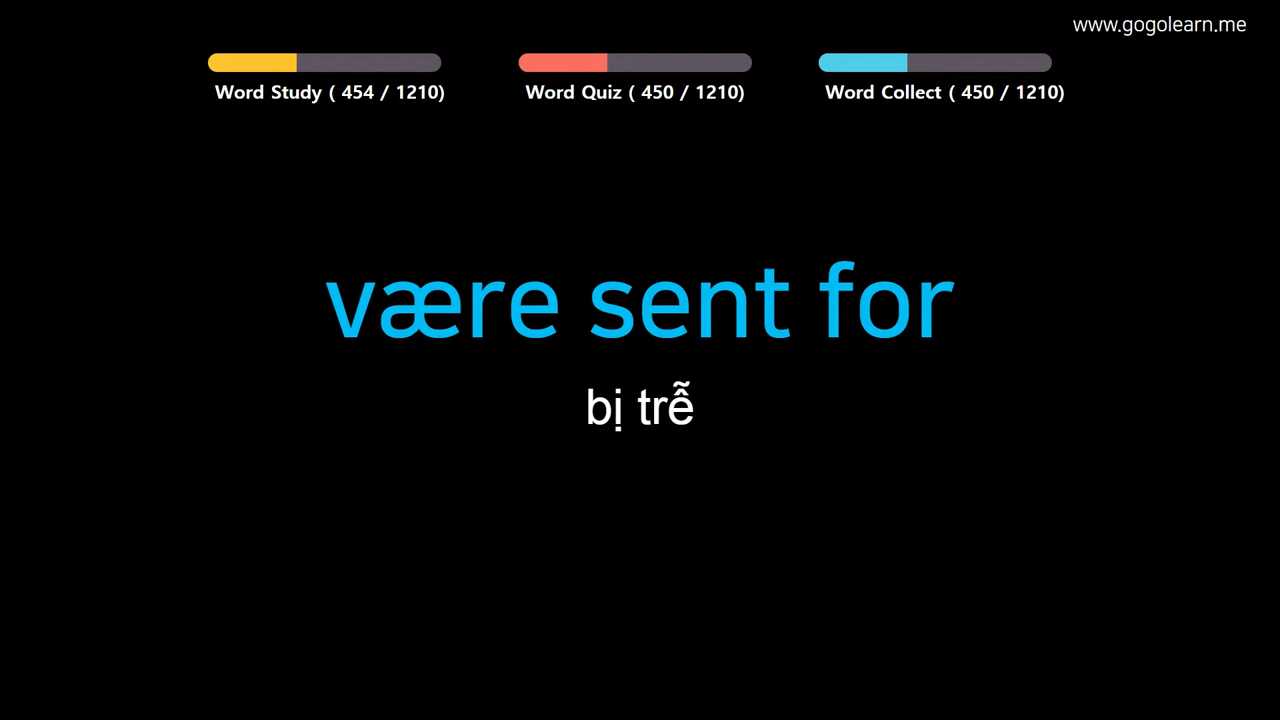 www.gogolearn.me
Word Study ( 454 / 1210)
Word Quiz ( 450 / 1210)
Word Collect ( 450 / 1210)
være sent for
bị trễ